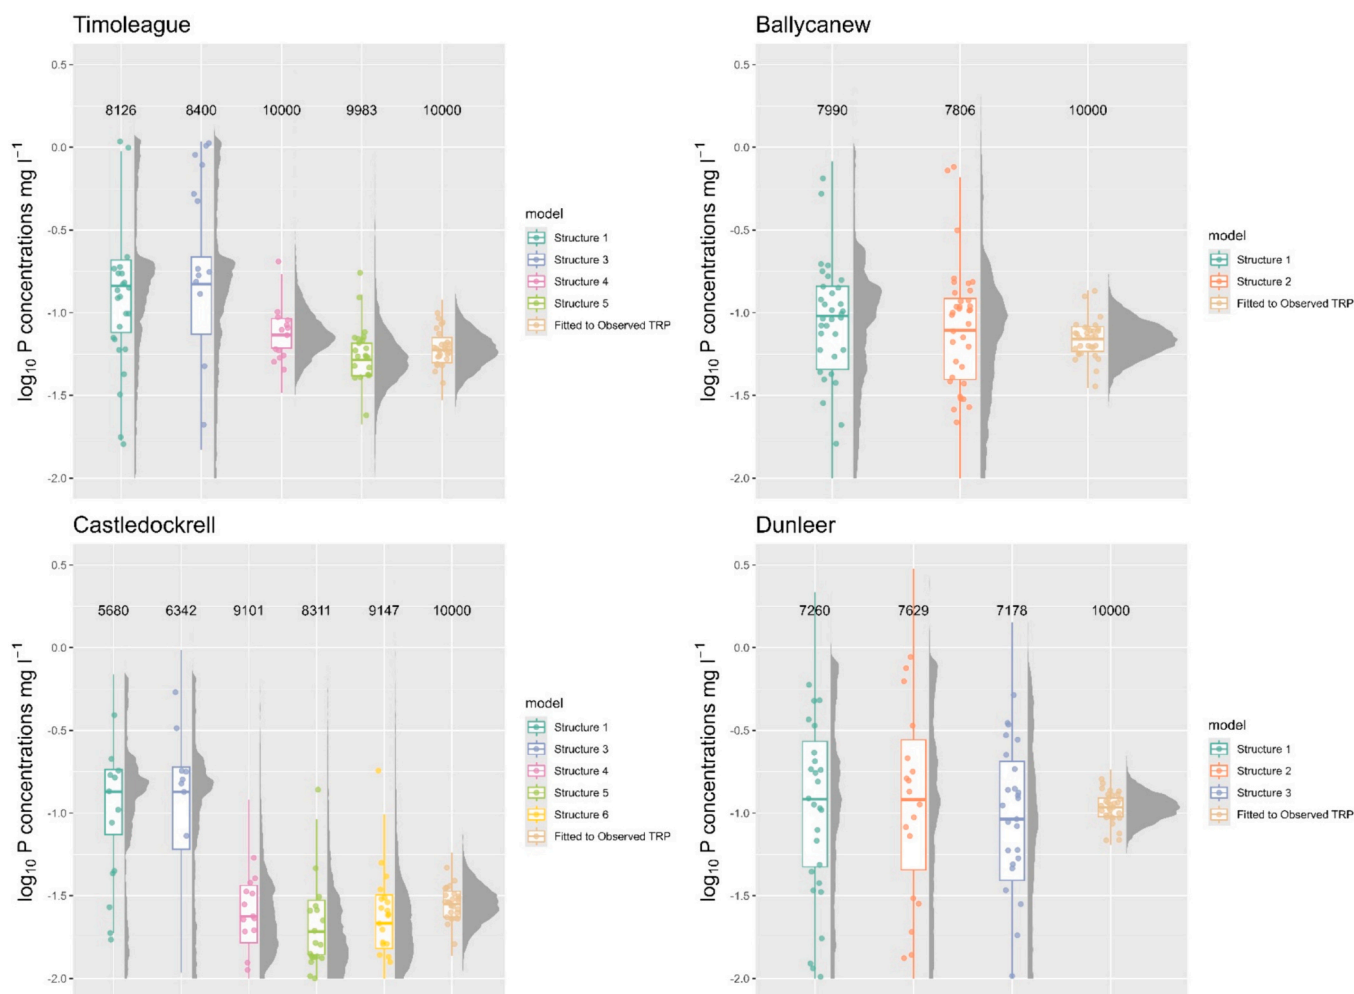 Timoleague
0.5
0.0
-0.5
-1.0
-1.5
-2.0
log10 P concentrations mg l−1
8126 8400 10000 9983 10000
model
Structure 1
Structure 3
Structure 4
Structure 5
Fitted to Observed TRP
Ballycanew
0.5
0.0
-0.5
-1.0
-1.5
-2.0
log10 P concentrations mg l−1
7990 7806 10000
model
Structure 1
Structure 2
Fitted to Observed TRP
Castledockrell
0.5
0.0
-0.5
-1.0
-1.5
-2.0
log10 P concentrations mg l−1
5680 6342 9101 8311 9147 10000
model
Structure 1
Structure 3
Structure 4
Structure 5
Structure 6
Fitted to Observed TRP
Dunleer
0.5
0.0
-0.5
-1.0
-1.5
-2.0
log10 P concentrations mg l−1
7260 7629 7178 10000
model
Structure 1
Structure 2
Structure 3
Fitted to Observed TRP